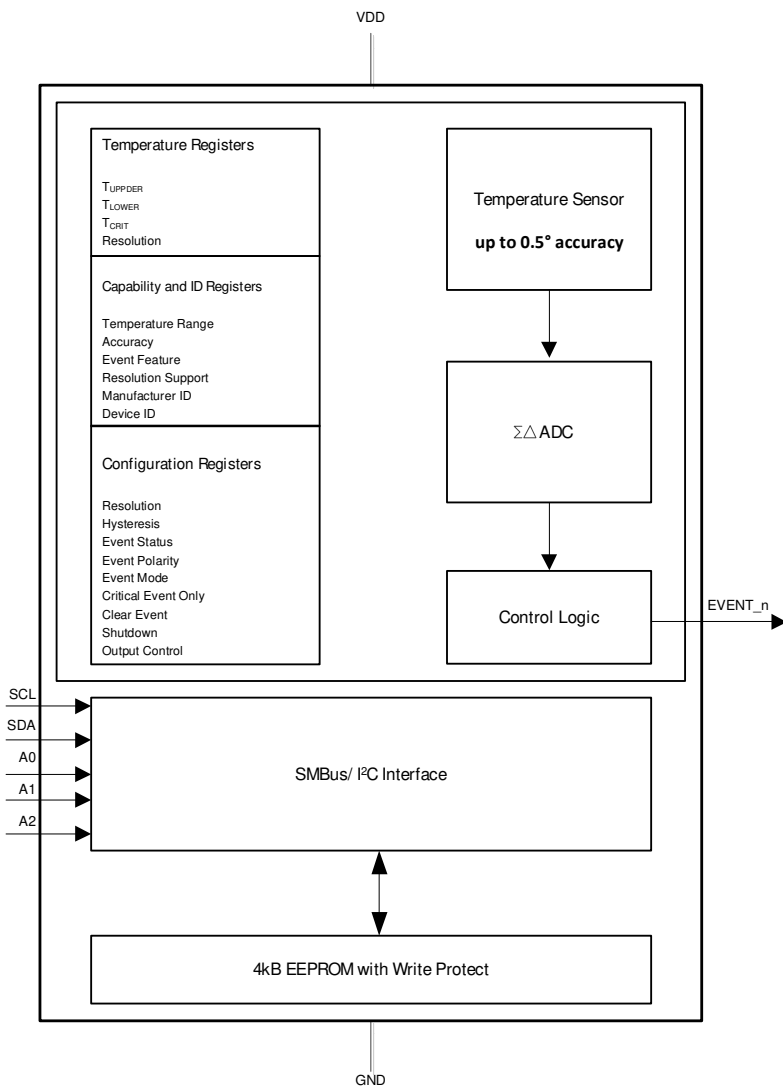 VDD
Temperature Registers
TUPPDER
TLOWER
TCRIT
Resolution
Capability and ID Registers
Temperature Range
Accuracy
Event Feature
Resolution Support
Manufacturer ID
Device ID
Configuration Registers
Resolution
Hysteresis
Event Status
Event Polarity
Event Mode
Critical Event Only
Clear Event
Shutdown
Output Control
Temperature Sensor
up to 0.5° accuracy
Σ△ ADC
Control Logic
EVENT_n
SCL
SDA
A0
A1
A2
SMBus/ I²C Interface
4kB EEPROM with Write Protect
GND